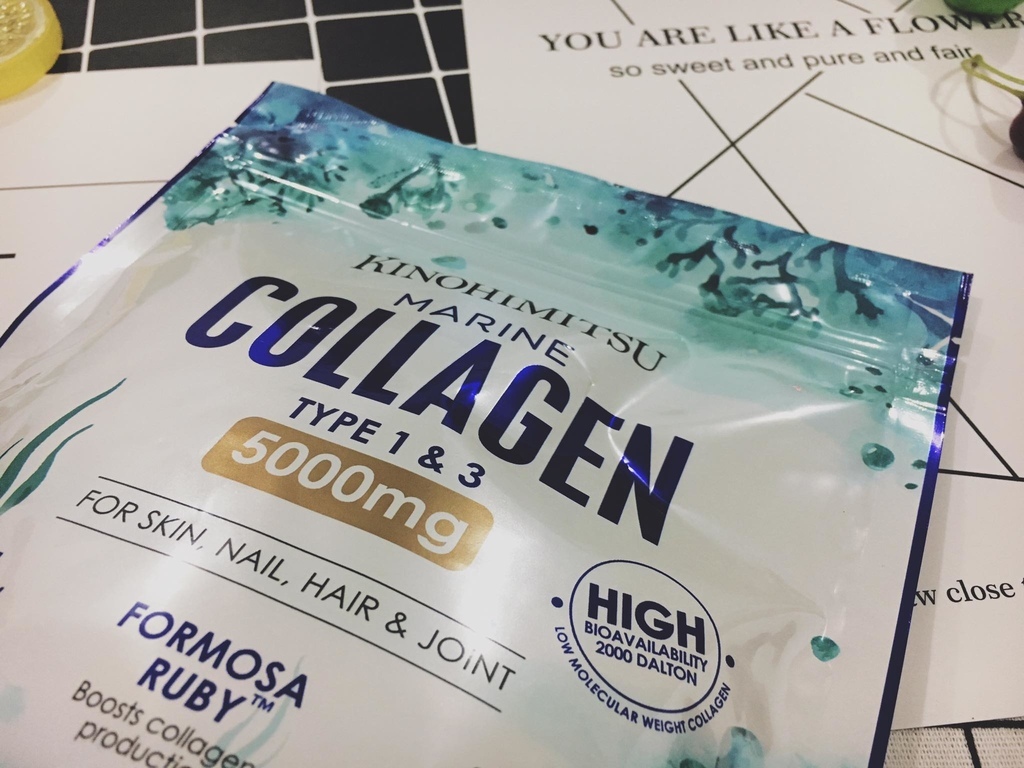 YOU ARE LIKE A FLOWER
so sweet and pure and fair
KINOHIMITSU
MARINE
COLLAGEN
TYPE 1 & 3
5000mg
FOR SKIN, NAIL, HAIR & JOiNT
HIGH
BIOAVAILABILITY
2000 DALTON
LOW MOLECULAR WEIGHT COLLAGEN
FORMOSA
RUBY™
Boosts collagen
close